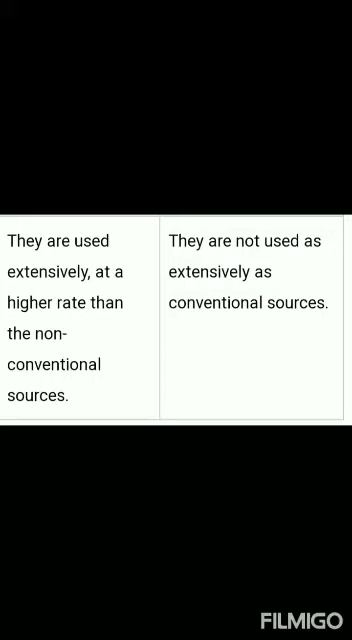 They are used
extensively, at a
higher rate than
the non-
conventional
sources.
They are not used as
extensively as
conventional sources.
FILMIGO